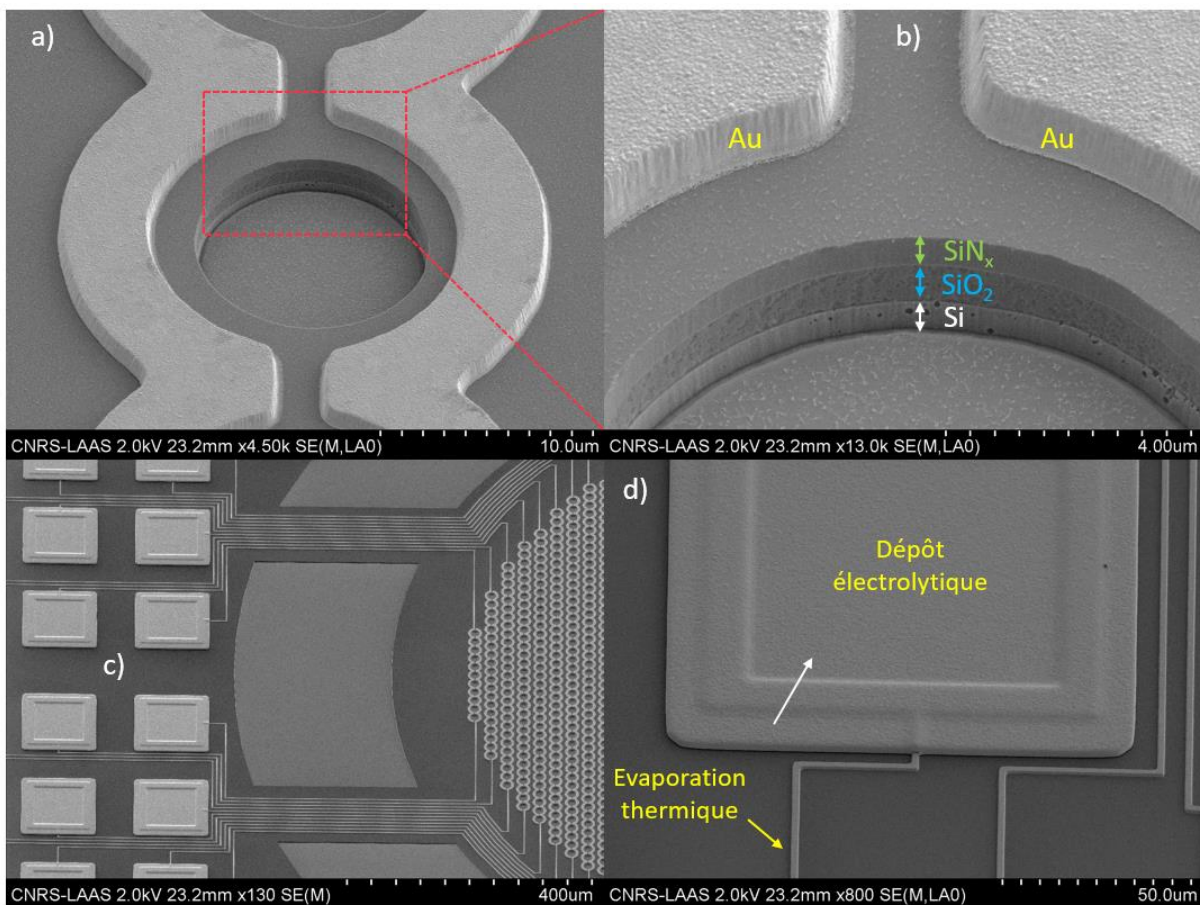 a)
b)
Au
Au
SiNₓ
SiO₂
Si
CNRS-LAAS 2.0kV 23.2mm x4.50k SE(M,LA0)
10.0um
CNRS-LAAS 2.0kV 23.2mm x13.0k SE(M,LA0)
4.00um
c)
d)
Dépôt
électrolytique
Evaporation
thermique
CNRS-LAAS 2.0kV 23.2mm x130 SE(M)
400um
CNRS-LAAS 2.0kV 23.2mm x800 SE(M,LA0)
50.0um